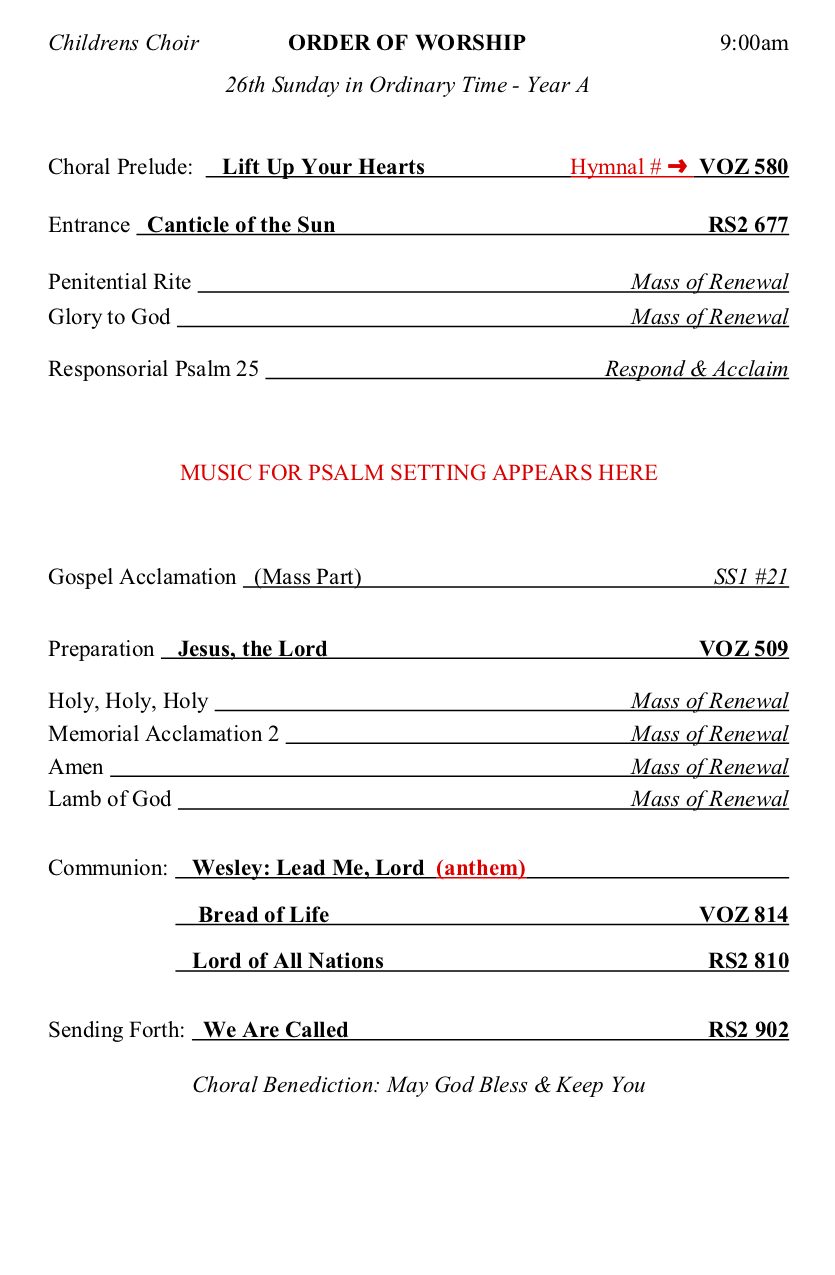 Childrens Choir ORDER OF WORSHIP 9:00am
26th Sunday in Ordinary Time - Year A
Choral Prelude: Lift Up Your Hearts Hymnal # ➜ VOZ 580
Entrance Canticle of the Sun RS2 677
Penitential Rite Mass of Renewal
Glory to God Mass of Renewal
Responsorial Psalm 25 Respond & Acclaim
MUSIC FOR PSALM SETTING APPEARS HERE
Gospel Acclamation (Mass Part) SS1 #21
Preparation Jesus, the Lord VOZ 509
Holy, Holy, Holy Mass of Renewal
Memorial Acclamation 2 Mass of Renewal
Amen Mass of Renewal
Lamb of God Mass of Renewal
Communion: Wesley: Lead Me, Lord (anthem)
Bread of Life VOZ 814
Lord of All Nations RS2 810
Sending Forth: We Are Called RS2 902
Choral Benediction: May God Bless & Keep You